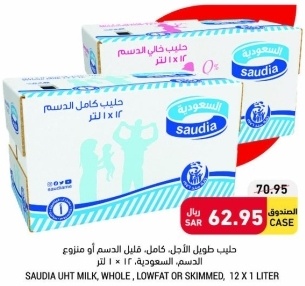 حليب خالي الدسم
١٢ × ١ لتر
0%
السعودية
saudia
حليب كامل الدسم
١٢ × ١ لتر
السعودية
saudia
70.95
ريال
SAR
62.95
الصندوق
CASE
حليب طويل الأجل، كامل، قليل الدسم أو منزوع
الدسم، السعودية، ١٢ × ١ لتر
SAUDIA UHT MILK, WHOLE , LOWFAT OR SKIMMED, 12 X 1 LITER